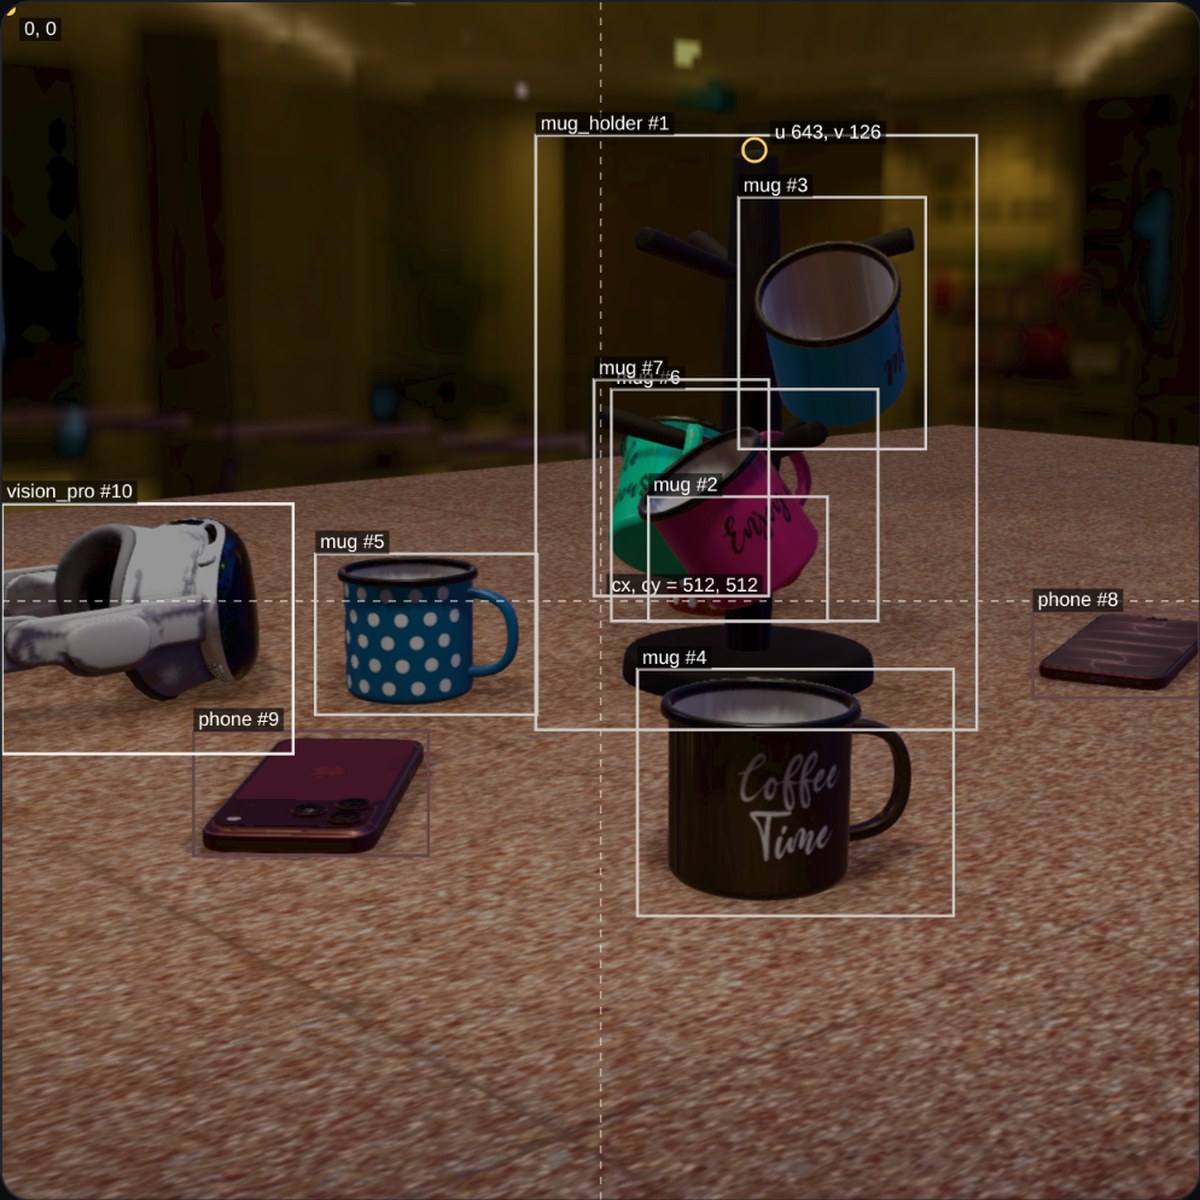 0, 0
mug_holder #1
u 643, v 126
mug #3
mug #7
mug #6
mug #2
vision_pro #10
mug #5
Enjoy
cx, cy = 512, 512
phone #8
mug #4
phone #9
Coffee
Time